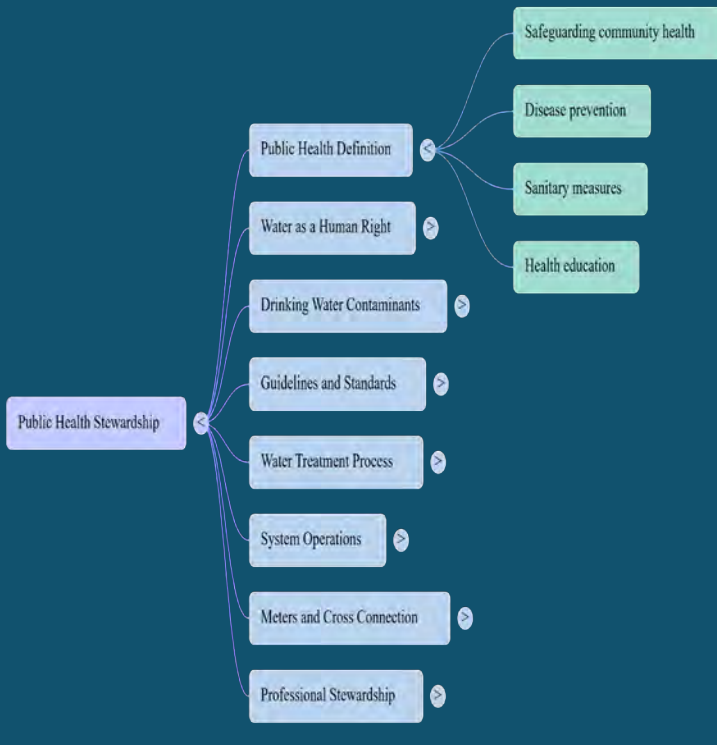 Public Health Stewardship
<
Public Health Definition
<
Safeguarding community health
Disease prevention
Sanitary measures
Health education
Water as a Human Right
>
Drinking Water Contaminants
>
Guidelines and Standards
>
Water Treatment Process
>
System Operations
>
Meters and Cross Connection
>
Professional Stewardship
>